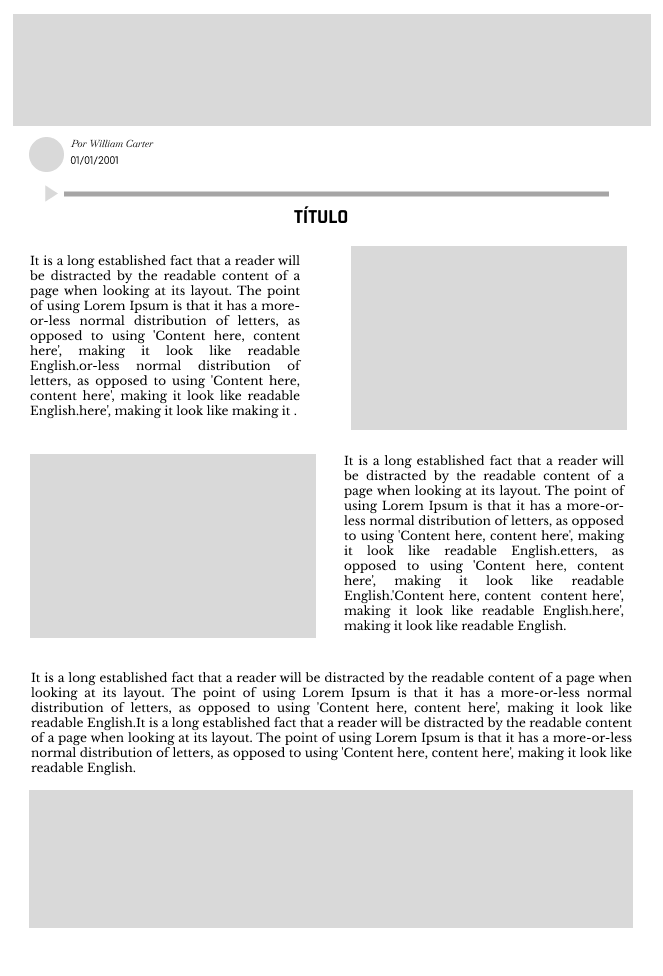 Por William Carter
01/01/2001
TÍTULO
It is a long established fact that a reader will
be distracted by the readable content of a
page when looking at its layout. The point
of using Lorem Ipsum is that it has a more-
or-less normal distribution of letters, as
opposed to using 'Content here, content
here', making it look like readable
English.or-less normal distribution of
letters, as opposed to using 'Content here,
content here', making it look like readable
English.here', making it look like making it .
It is a long established fact that a reader will
be distracted by the readable content of a
page when looking at its layout. The point of
using Lorem Ipsum is that it has a more-or-
less normal distribution of letters, as opposed
to using 'Content here, content here', making
it look like readable English.etters, as
opposed to using 'Content here, content
here', making it look like readable
English.'Content here, content content here',
making it look like readable English.here',
making it look like readable English.
It is a long established fact that a reader will be distracted by the readable content of a page when
looking at its layout. The point of using Lorem Ipsum is that it has a more-or-less normal
distribution of letters, as opposed to using 'Content here, content here', making it look like
readable English.It is a long established fact that a reader will be distracted by the readable content
of a page when looking at its layout. The point of using Lorem Ipsum is that it has a more-or-less
normal distribution of letters, as opposed to using 'Content here, content here', making it look like
readable English.